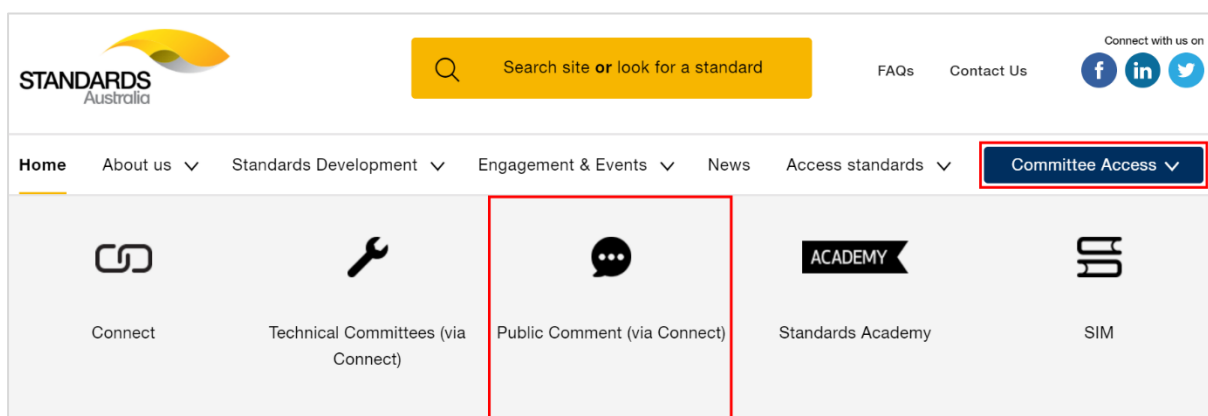 Connect with us on
STANDARDS
Australia
Search site or look for a standard
FAQs
Contact Us
f in
Home
About us
Standards Development
Engagement & Events
News
Access standards
Committee Access
ACADEMY
Connect
Technical Committees (via
Connect)
Public Comment (via Connect)
Standards Academy
SIM